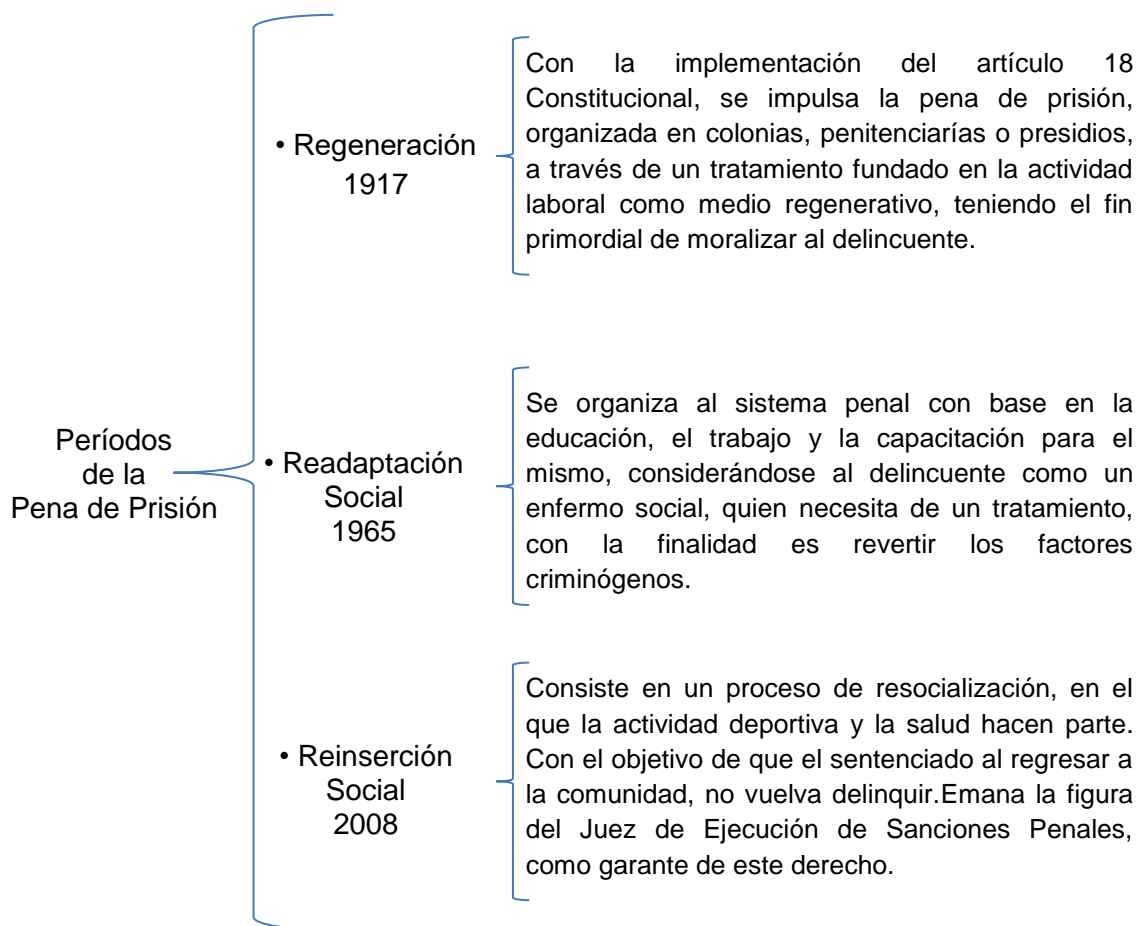 Períodos
de la
Pena de Prisión
• Regeneración
1917
Con la implementación del artículo 18
Constitucional, se impulsa la pena de prisión,
organizada en colonias, penitenciarías o presidios,
a través de un tratamiento fundado en la actividad
laboral como medio regenerativo, teniendo el fin
primordial de moralizar al delincuente.
• Readaptación
Social
1965
Se organiza al sistema penal con base en la
educación, el trabajo y la capacitación para el
mismo, considerándose al delincuente como un
enfermo social, quien necesita de un tratamiento,
con la finalidad es revertir los factores
criminógenos.
• Reinserción
Social
2008
Consiste en un proceso de resocialización, en el
que la actividad deportiva y la salud hacen parte.
Con el objetivo de que el sentenciado al regresar a
la comunidad, no vuelva delinquir.Emana la figura
del Juez de Ejecución de Sanciones Penales,
como garante de este derecho.